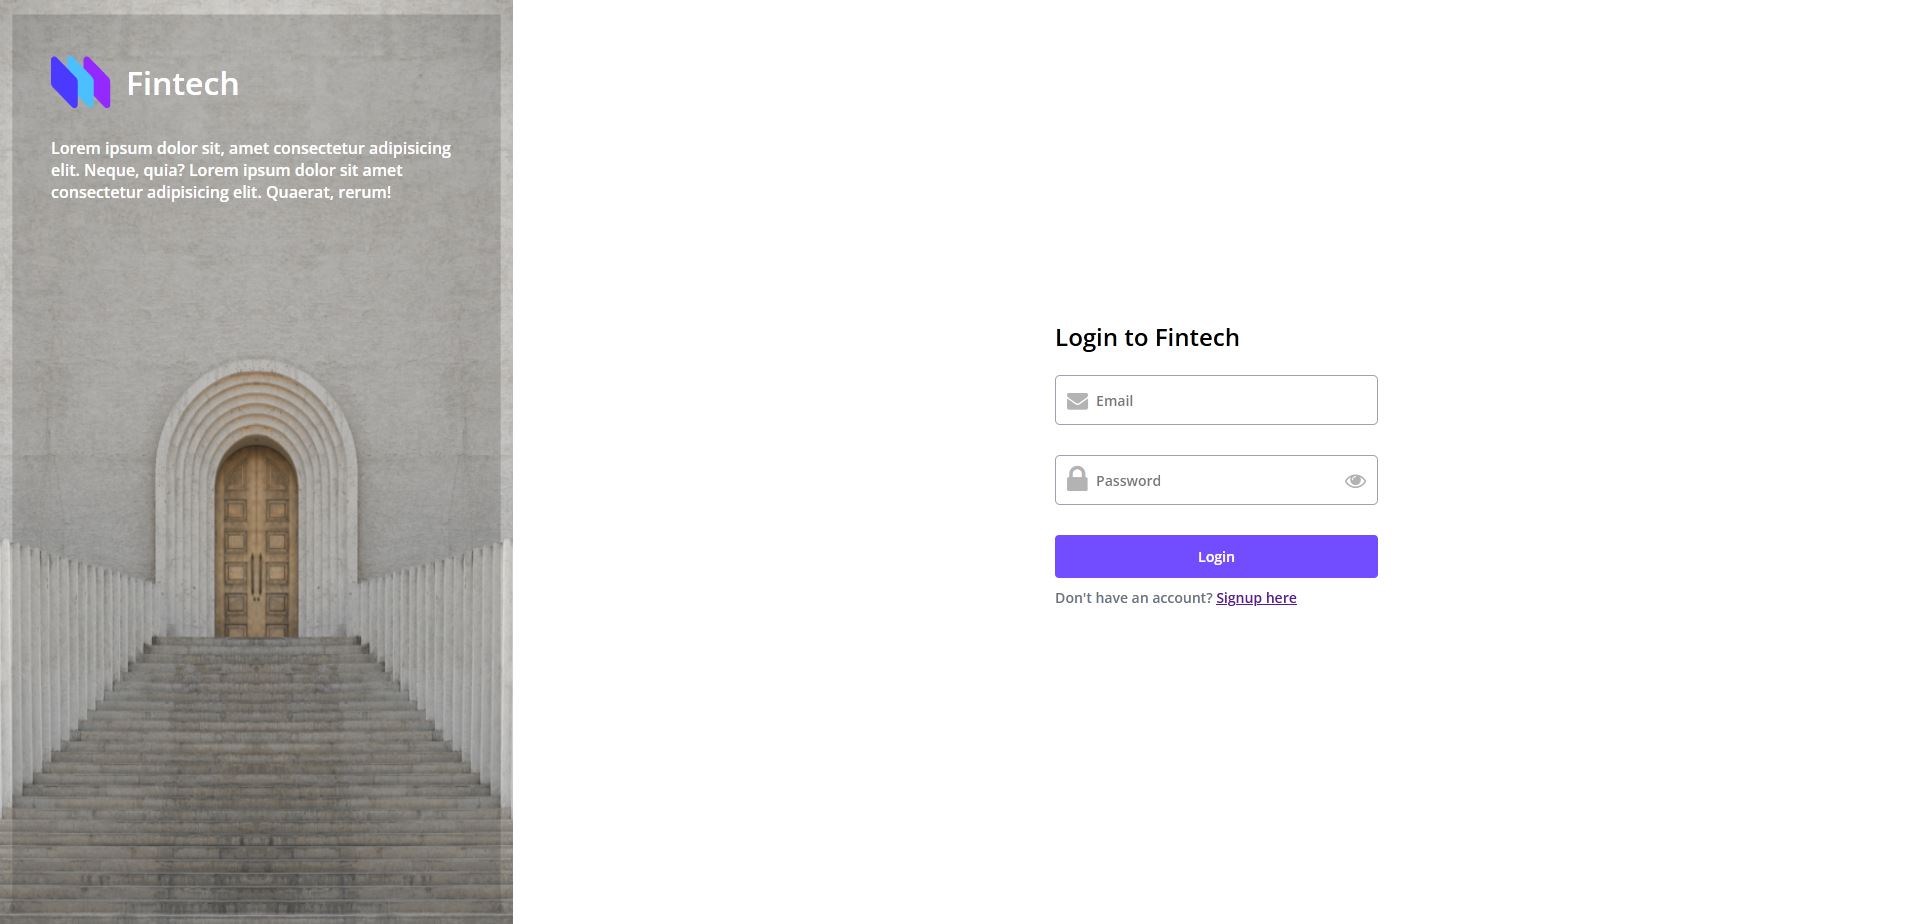 Fintech
Lorem ipsum dolor sit, amet consectetur adipisicing
elit. Neque, quia? Lorem ipsum dolor sit amet
consectetur adipisicing elit. Quaerat, rerum!
Login to Fintech
Email
Password
Login
Don't have an account? Signup here